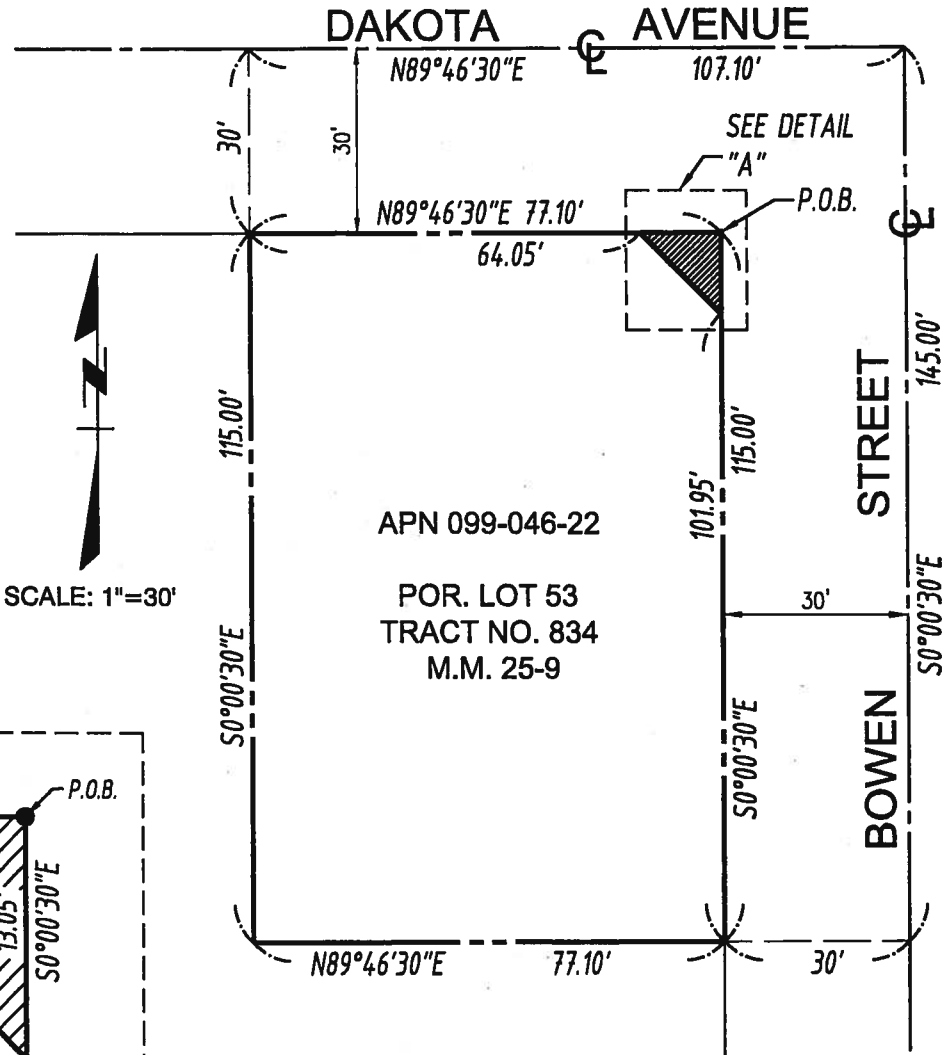 DAKOTA AVENUE
℄
N89°46'30"E 107.10'
30'
30'
SEE DETAIL
"A"
P.O.B.
℄
N89°46'30"E 77.10'
64.05'
N
SCALE: 1"=30'
115.00'
S0°00'30"E
APN 099-046-22
POR. LOT 53
TRACT NO. 834
M.M. 25-9
101.95'
115.00'
S0°00'30"E
30'
BOWEN STREET
145.00'
S0°00'30"E
N89°46'30"E 77.10'
30'
P.O.B.
13.05'
S0°00'30"E